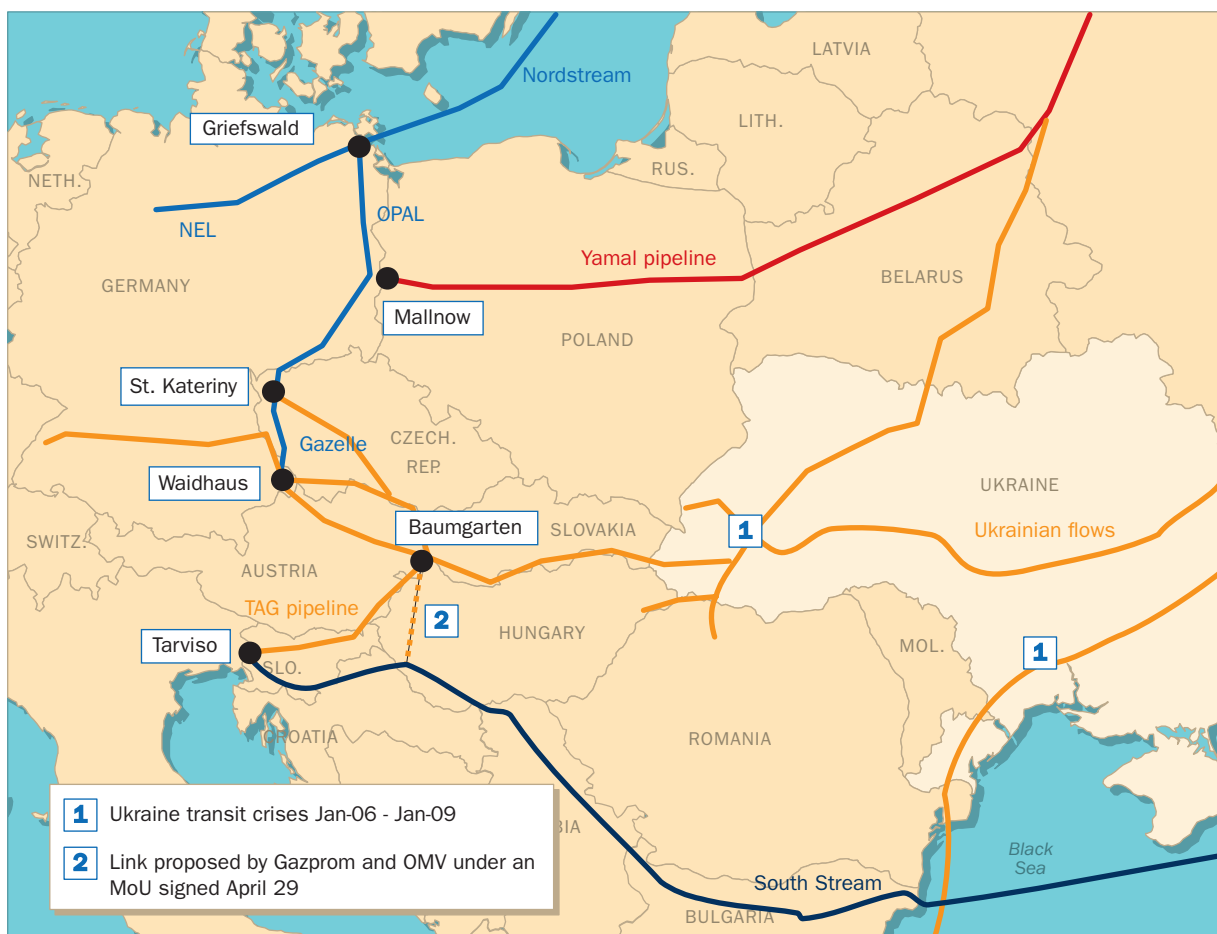 LATVIA
Nordstream
LITH.
Griefswald
RUS.
NETH.
OPAL
NEL
Yamal pipeline
BELARUS
GERMANY
Mallnow
POLAND
St. Kateriny
CZECH.
REP.
Gazelle
Waidhaus
UKRAINE
Baumgarten
SLOVAKIA
1
Ukrainian flows
SWITZ.
AUSTRIA
TAG pipeline
2
HUNGARY
Tarviso
SLO.
MOL.
1
CROATIA
ROMANIA
1 Ukraine transit crises Jan-06 - Jan-09
BIA
2 Link proposed by Gazprom and OMV under an
MoU signed April 29
Black
Sea
South Stream
BULGARIA